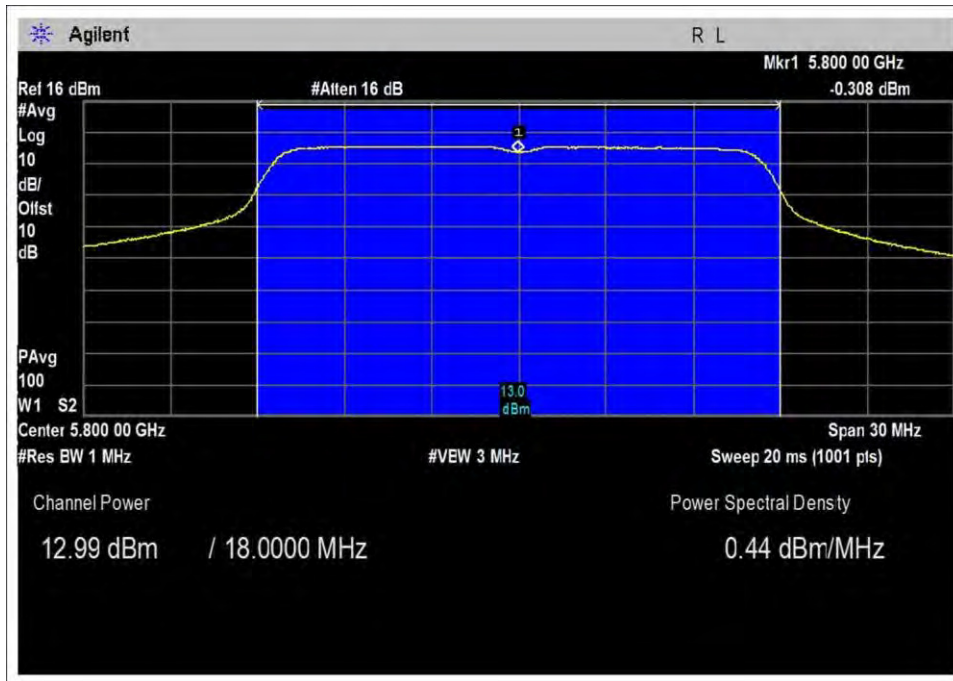 Agilent
R L
Mkr1 5.800 00 GHz
Ref 16 dBm
#Atten 16 dB
-0.308 dBm
#Avg
Log
10
dB/
Offst
10
dB
1
PAvg
100
W1 S2
13.0
dBm
Center 5.800 00 GHz
Span 30 MHz
#Res BW 1 MHz
#VBW 3 MHz
Sweep 20 ms (1001 pts)
Channel Power
Power Spectral Density
12.99 dBm / 18.0000 MHz
0.44 dBm/MHz